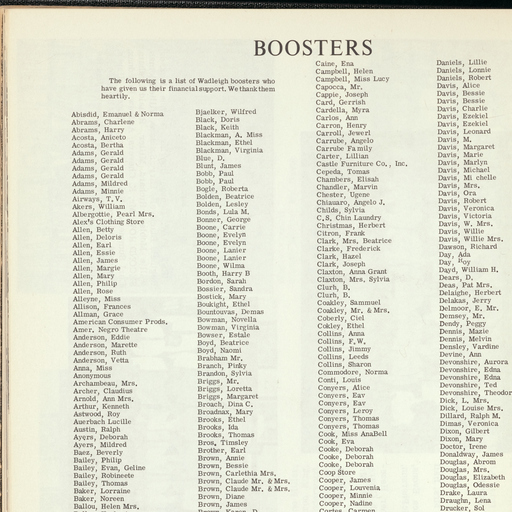 BOOSTERS
The following is a list of Wadleigh boosters who
have given us their financial support. We thank them
heartily.
Abisdid, Emanuel & Norma
Abrams, Charlene
Abrams, Harry
Acosta, Aniceto
Acosta, Bertha
Adams, Gerald
Adams, Gerald
Adams, Gerald
Adams, Gerald
Adams, Mildred
Adams, Minnie
Airways, T.V.
Akers, William
Albergottie, Pearl Mrs.
Alex's Clothing Store
Allen, Betty
Allen, Deloris
Allen, Earl
Allen, Essie
Allen, James
Allen, Margie
Allen, Mary
Allen, Philip
Allen, Rose
Alleyne, Miss
Allison, Frances
Allman, Grace
American Consumer Prods.
Amer. Negro Theatre
Anderson, Eddie
Anderson, Marette
Anderson, Ruth
Anderson, Vetta
Anna, Miss
Anonymous
Archambeau, Mrs.
Archer, Claudius
Arnold, Ann Mrs.
Arthur, Kenneth
Astwood, Roy
Auerbach Lucille
Austin, Ralph
Ayers, Deborah
Ayers, Mildred
Baez, Beverly
Bailey, Philip
Bailey, Evan, Geline
Bailey, Robineete
Bailey, Thomas
Baker, Lorraine
Baker, Noreen
Ballou, Helen Mrs.
Bjaelker, Wilfred
Black, Doris
Black, Keith
Blackman, A. Miss
Blackman, Ethel
Blackman, Virginia
Blue, D.
Blunt, James
Bobb, Paul
Bobb, Paul
Bogle, Roberta
Bolden, Beatrice
Bolden, Lesley
Bonds, Lula M.
Bonner, George
Boone, Carrie
Boone, Evelyn
Boone, Evelyn
Boone, Lanier
Boone, Lanier
Boone, Wilma
Booth, Harry B
Bordon, Sarah
Bossier, Sandra
Bostick, Mary
Boukight, Ethel
Bountouvas, Demas
Bowman, Novella
Bowman, Virginia
Bowser, Estale
Boyd, Beatrice
Boyd, Naomi
Brabham Mr.
Branch, Pinky
Brandon, Sylvia
Briggs, Mr.
Briggs, Loretta
Briggs, Margaret
Broach, Dina C.
Broadnax, Mary
Brooks, Ethel
Brooks, Ida
Brooks, Thomas
Bros, Timsley
Brother, Earl
Brown, Annie
Brown, Bessie
Brown, Carlethia Mrs.
Brown, Claude Mr. & Mrs.
Brown, Claude Mr. & Mrs.
Brown, Diane
Brown, James
Caine, Ena
Campbell, Helen
Campbell, Miss Lucy
Capocca, Mr.
Cappie, Joseph
Card, Gerrish
Cardella, Myra
Carlos, Ann
Carron, Henry
Carroll, Jewerl
Carrube, Angelo
Carrube Family
Carter, Lillian
Castle Furniture Co., Inc.
Cepeda, Tomas
Chambers, Elisah
Chandler, Marvin
Chester, Ugene
Chiauaro, Angelo J.
Childs, Sylvia
C.S. Chin Laundry
Christmas, Herbert
Citron, Frank
Clark, Mrs, Beatrice
Clarke, Frederick
Clark, Hazel
Clark, Joseph
Claxton, Anna Grant
Claxton, Mrs. Sylvia
Clurb, B.
Clurb, B.
Coakley, Sammuel
Coakley, Mr. & Mrs.
Coberly, Ciel
Cokley, Ethel
Collins, Anna
Collins, F.W.
Collins, Jimmy
Collins, Leeds
Collins, Sharon
Commodore, Norma
Conti, Louis
Conyers, Alice
Conyers, Eav
Conyers, Eav
Conyers, Leroy
Conyers, Thomas
Conyers, Thomas
Cook, Miss AnaBell
Cook, Eva
Cooke, Deborah
Cooke, Deborah
Cooke, Deborah
Coop Store
Cooper, James
Cooper, Louvenia
Cooper, Minnie
Cooper, Nadine
Cortes, Carmen
Daniels, Lillie
Daniels, Lonnie
Daniels, Robert
Davis, Alice
Davis, Bessie
Davis, Bessie
Davis, Charlie
Davis, Ezekiel
Davis, Ezekiel
Davis, Leonard
Davis, M.
Davis, Margaret
Davis, Marie
Davis, Marlyn
Davis, Michael
Davis, Mi chelle
Davis, Mrs.
Davis, Ora
Davis, Robert
Davis, Veronica
Davis, Victoria
Davis, W. Mrs.
Davis, Willie
Davis, Willie Mrs.
Dawson, Richard
Day, Ada
Day, Roy
Dayd, William H.
Dears, D.
Deas, Pat Mrs.
Delaighe, Herbert
Delakas, Jerry
Delmoor, E. Mr.
Demsey, Mr.
Dendy, Peggy
Dennis, Mazie
Dennis, Melvin
Densley, Vardine
Devine, Ann
Devonshire, Aurora
Devonshire, Edna
Devonshire, Edna
Devonshire, Ted
Devonshire, Theodor
Dick, L. Mrs.
Dick, Louise Mrs.
Dillard, Ralph M.
Dimas, Veronica
Dixon, Gilbert
Dixon, Mary
Doctor, Irene
Donaldway, James
Douglas, Abrom
Douglas, Mrs.
Douglas, Elizabeth
Douglas, Odessie
Drake, Laura
Draughn, Lena
Drucker, Sol